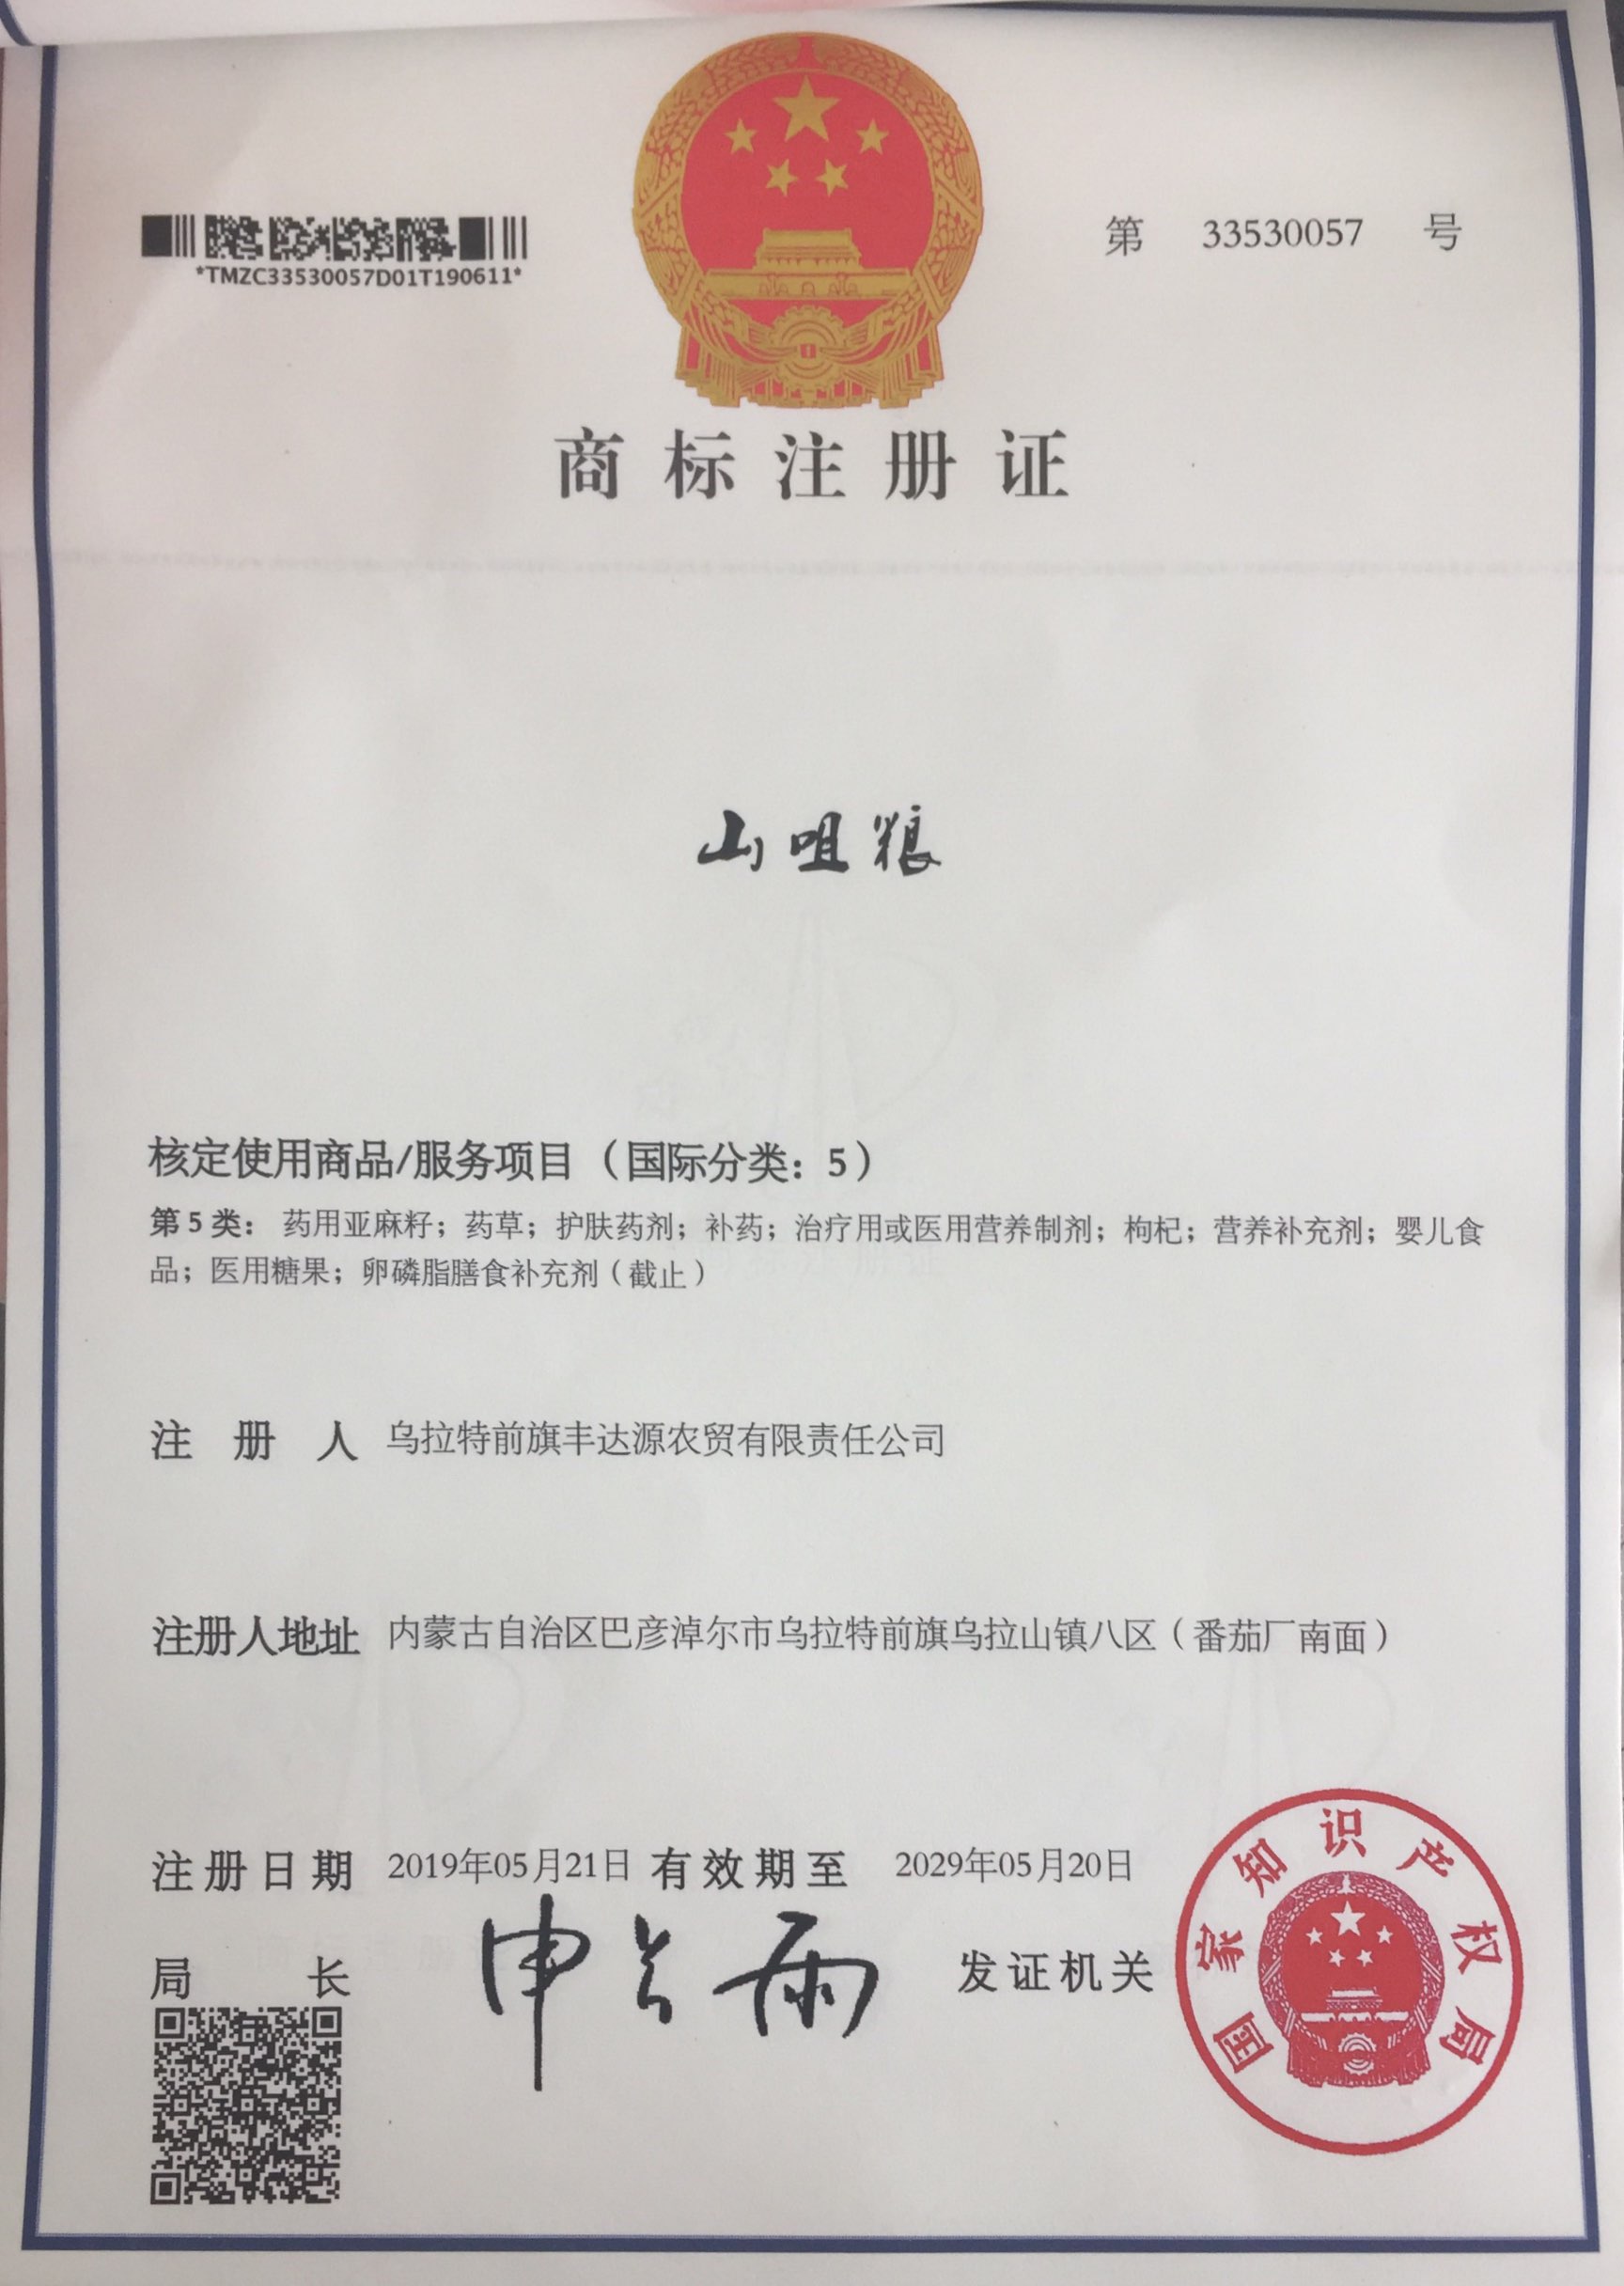 *TMZC33530057D01T190611*
第 33530057 号
商标注册证
山咀粮
核定使用商品/服务项目（国际分类：5）
第5类： 药用亚麻籽；药草；护肤药剂；补药；治疗用或医用营养制剂；枸杞；营养补充剂；婴儿食
品；医用糖果；卵磷脂膳食补充剂（截止）
注册人 乌拉特前旗丰达源农贸有限责任公司
注册人地址 内蒙古自治区巴彦淖尔市乌拉特前旗乌拉山镇八区（番茄厂南面）
注册日期 2019年05月21日 有效期至 2029年05月20日
局长 申长雨 发证机关
国家知识产权局